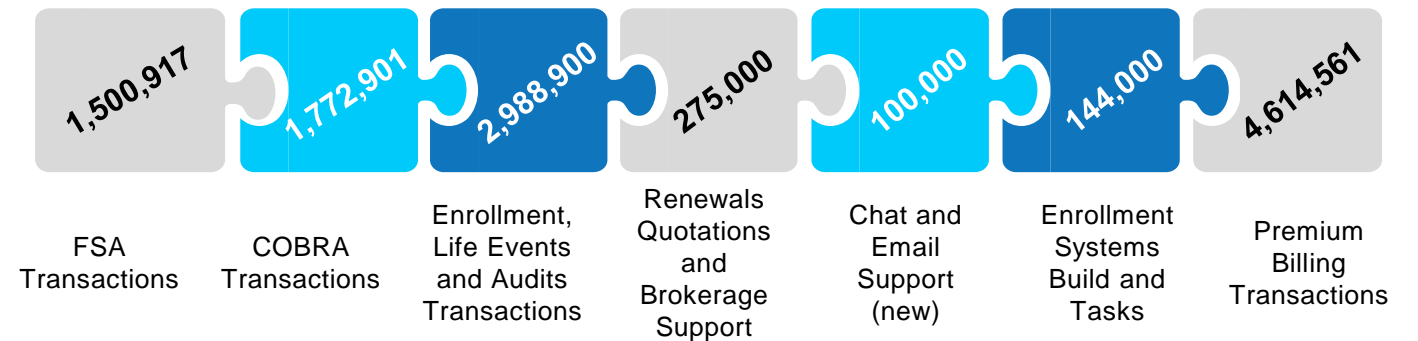 1,500,917
1,772,901
2,988,900
275,000
100,000
144,000
4,614,561
FSA
Transactions
COBRA
Transactions
Enrollment,
Life Events
and Audits
Transactions
Renewals
Quotations
and
Brokerage
Support
Chat and
Email
Support
(new)
Enrollment
Systems
Build and
Tasks
Premium
Billing
Transactions